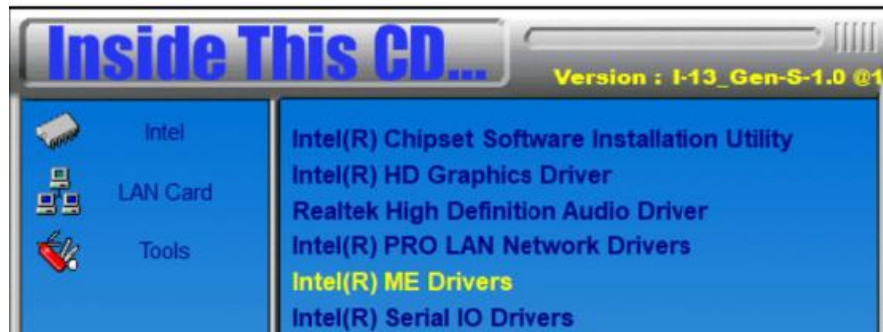 Inside This CD...
Version : I-13_Gen-S-1.0 @1
Intel
LAN Card
Tools
Intel(R) Chipset Software Installation Utility
Intel(R) HD Graphics Driver
Realtek High Definition Audio Driver
Intel(R) PRO LAN Network Drivers
Intel(R) ME Drivers
Intel(R) Serial IO Drivers